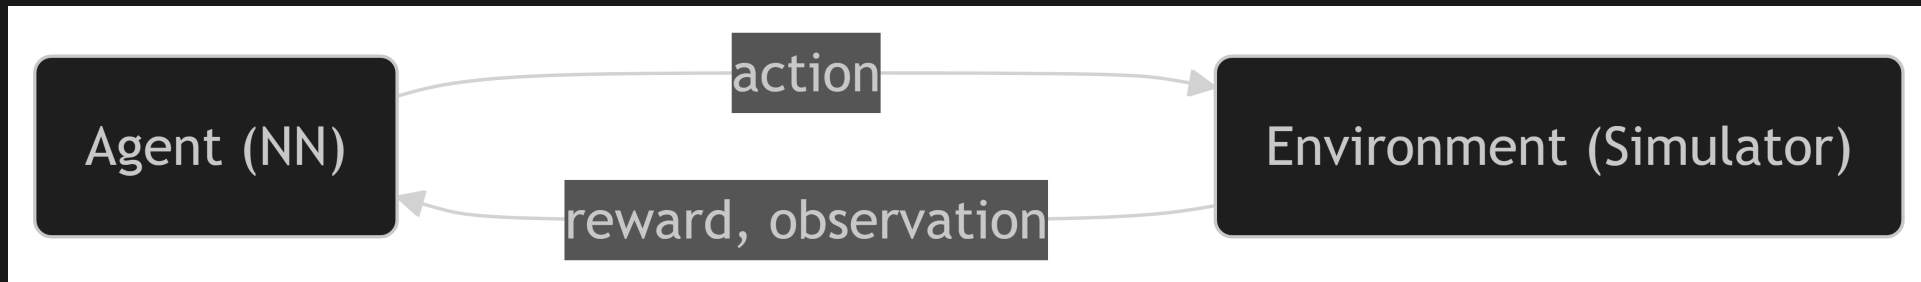 action
Agent (NN)
Environment (Simulator)
reward, observation